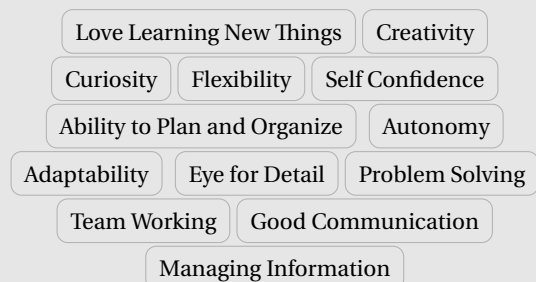 Love Learning New Things Creativity
Curiosity Flexibility Self Confidence
Ability to Plan and Organize Autonomy
Adaptability Eye for Detail Problem Solving
Team Working Good Communication
Managing Information